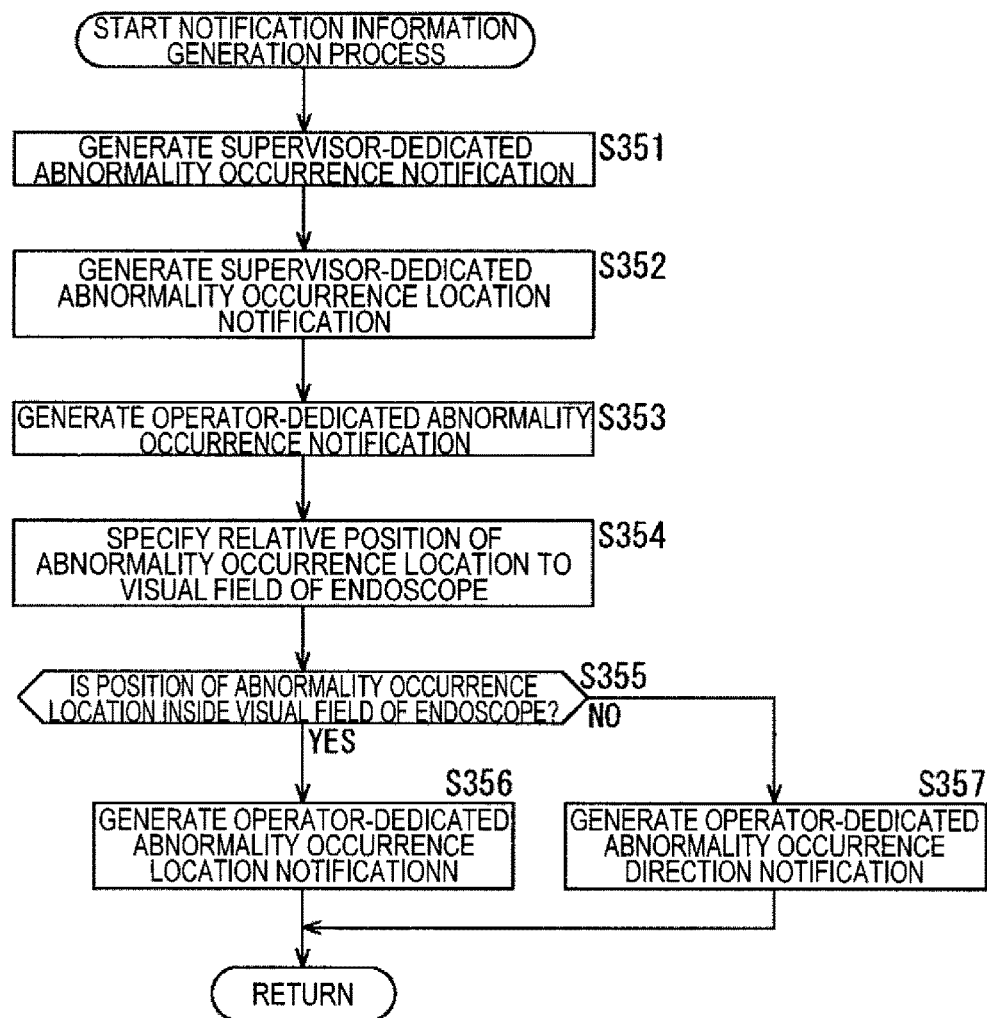 START NOTIFICATION INFORMATION
GENERATION PROCESS
GENERATE SUPERVISOR-DEDICATED
ABNORMALITY OCCURRENCE NOTIFICATION
S351
GENERATE SUPERVISOR-DEDICATED
ABNORMALITY OCCURRENCE LOCATION
NOTIFICATION
S352
GENERATE OPERATOR-DEDICATED ABNORMALITY
OCCURRENCE NOTIFICATION
S353
SPECIFY RELATIVE POSITION OF
ABNORMALITY OCCURRENCE LOCATION TO
VISUAL FIELD OF ENDOSCOPE
S354
IS POSITION OF ABNORMALITY OCCURRENCE
LOCATION INSIDE VISUAL FIELD OF ENDOSCOPE?
S355
NO
YES
S356
GENERATE OPERATOR-DEDICATED
ABNORMALITY OCCURRENCE
LOCATION NOTIFICATIONN
S357
GENERATE OPERATOR-DEDICATED
ABNORMALITY OCCURRENCE
DIRECTION NOTIFICATION
RETURN